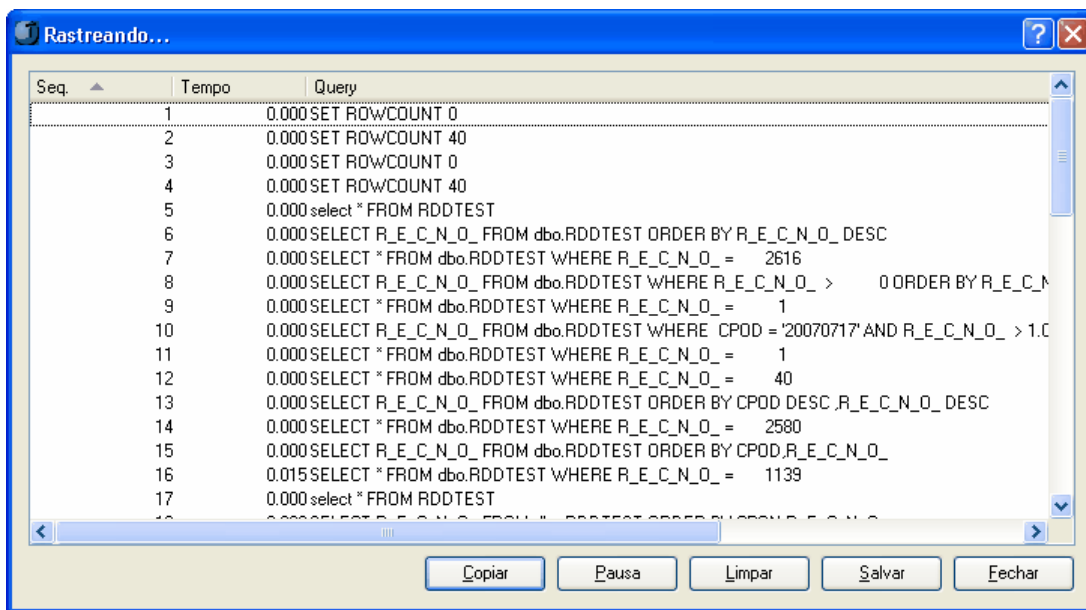 Rastreando...
Seq. Tempo Query
1 0.000 SET ROWCOUNT 0
2 0.000 SET ROWCOUNT 40
3 0.000 SET ROWCOUNT 0
4 0.000 SET ROWCOUNT 40
5 0.000 select * FROM RDDTEST
6 0.000 SELECT R_E_C_N_O_ FROM dbo.RDDTEST ORDER BY R_E_C_N_O_ DESC
7 0.000 SELECT * FROM dbo.RDDTEST WHERE R_E_C_N_O_ = 2616
8 0.000 SELECT R_E_C_N_O_ FROM dbo.RDDTEST WHERE R_E_C_N_O_ > 0 ORDER BY R_E_C_N
9 0.000 SELECT * FROM dbo.RDDTEST WHERE R_E_C_N_O_ = 1
10 0.000 SELECT R_E_C_N_O_ FROM dbo.RDDTEST WHERE CPOD = '20070717' AND R_E_C_N_O_ > 1.0
11 0.000 SELECT * FROM dbo.RDDTEST WHERE R_E_C_N_O_ = 1
12 0.000 SELECT * FROM dbo.RDDTEST WHERE R_E_C_N_O_ = 40
13 0.000 SELECT R_E_C_N_O_ FROM dbo.RDDTEST ORDER BY CPOD DESC ,R_E_C_N_O_ DESC
14 0.000 SELECT * FROM dbo.RDDTEST WHERE R_E_C_N_O_ = 2580
15 0.000 SELECT R_E_C_N_O_ FROM dbo.RDDTEST ORDER BY CPOD,R_E_C_N_O_
16 0.015 SELECT * FROM dbo.RDDTEST WHERE R_E_C_N_O_ = 1139
17 0.000 select * FROM RDDTEST
Copiar Pausa Limpar Salvar Fechar